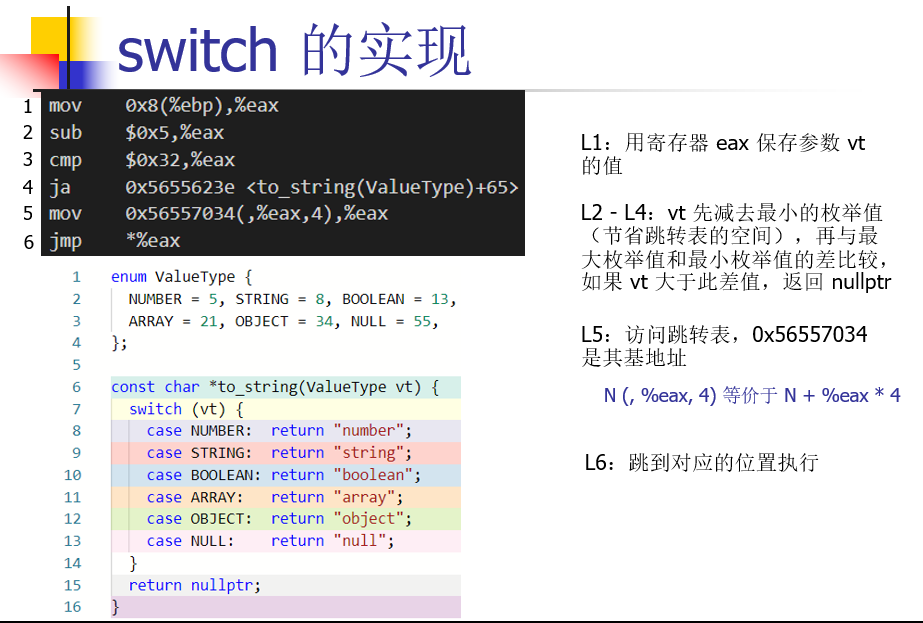 switch 的实现
1 mov 0x8(%ebp),%eax
2 sub $0x5,%eax
3 cmp $0x32,%eax
4 ja 0x5655623e <to_string(ValueType)+65>
5 mov 0x56557034(,%eax,4),%eax
6 jmp *%eax
1 enum ValueType {
2 NUMBER = 5, STRING = 8, BOOLEAN = 13,
3 ARRAY = 21, OBJECT = 34, NULL = 55,
4 };
5
6 const char *to_string(ValueType vt) {
7 switch (vt) {
8 case NUMBER: return "number";
9 case STRING: return "string";
10 case BOOLEAN: return "boolean";
11 case ARRAY: return "array";
12 case OBJECT: return "object";
13 case NULL: return "null";
14 }
15 return nullptr;
16 }
L1：用寄存器 eax 保存参数 vt
的值
L2 - L4：vt 先减去最小的枚举值
（节省跳转表的空间），再与最
大枚举值和最小枚举值的差比较，
如果 vt 大于此差值，返回 nullptr
L5：访问跳转表，0x56557034
是其基地址
N (, %eax, 4) 等价于 N + %eax * 4
L6：跳到对应的位置执行